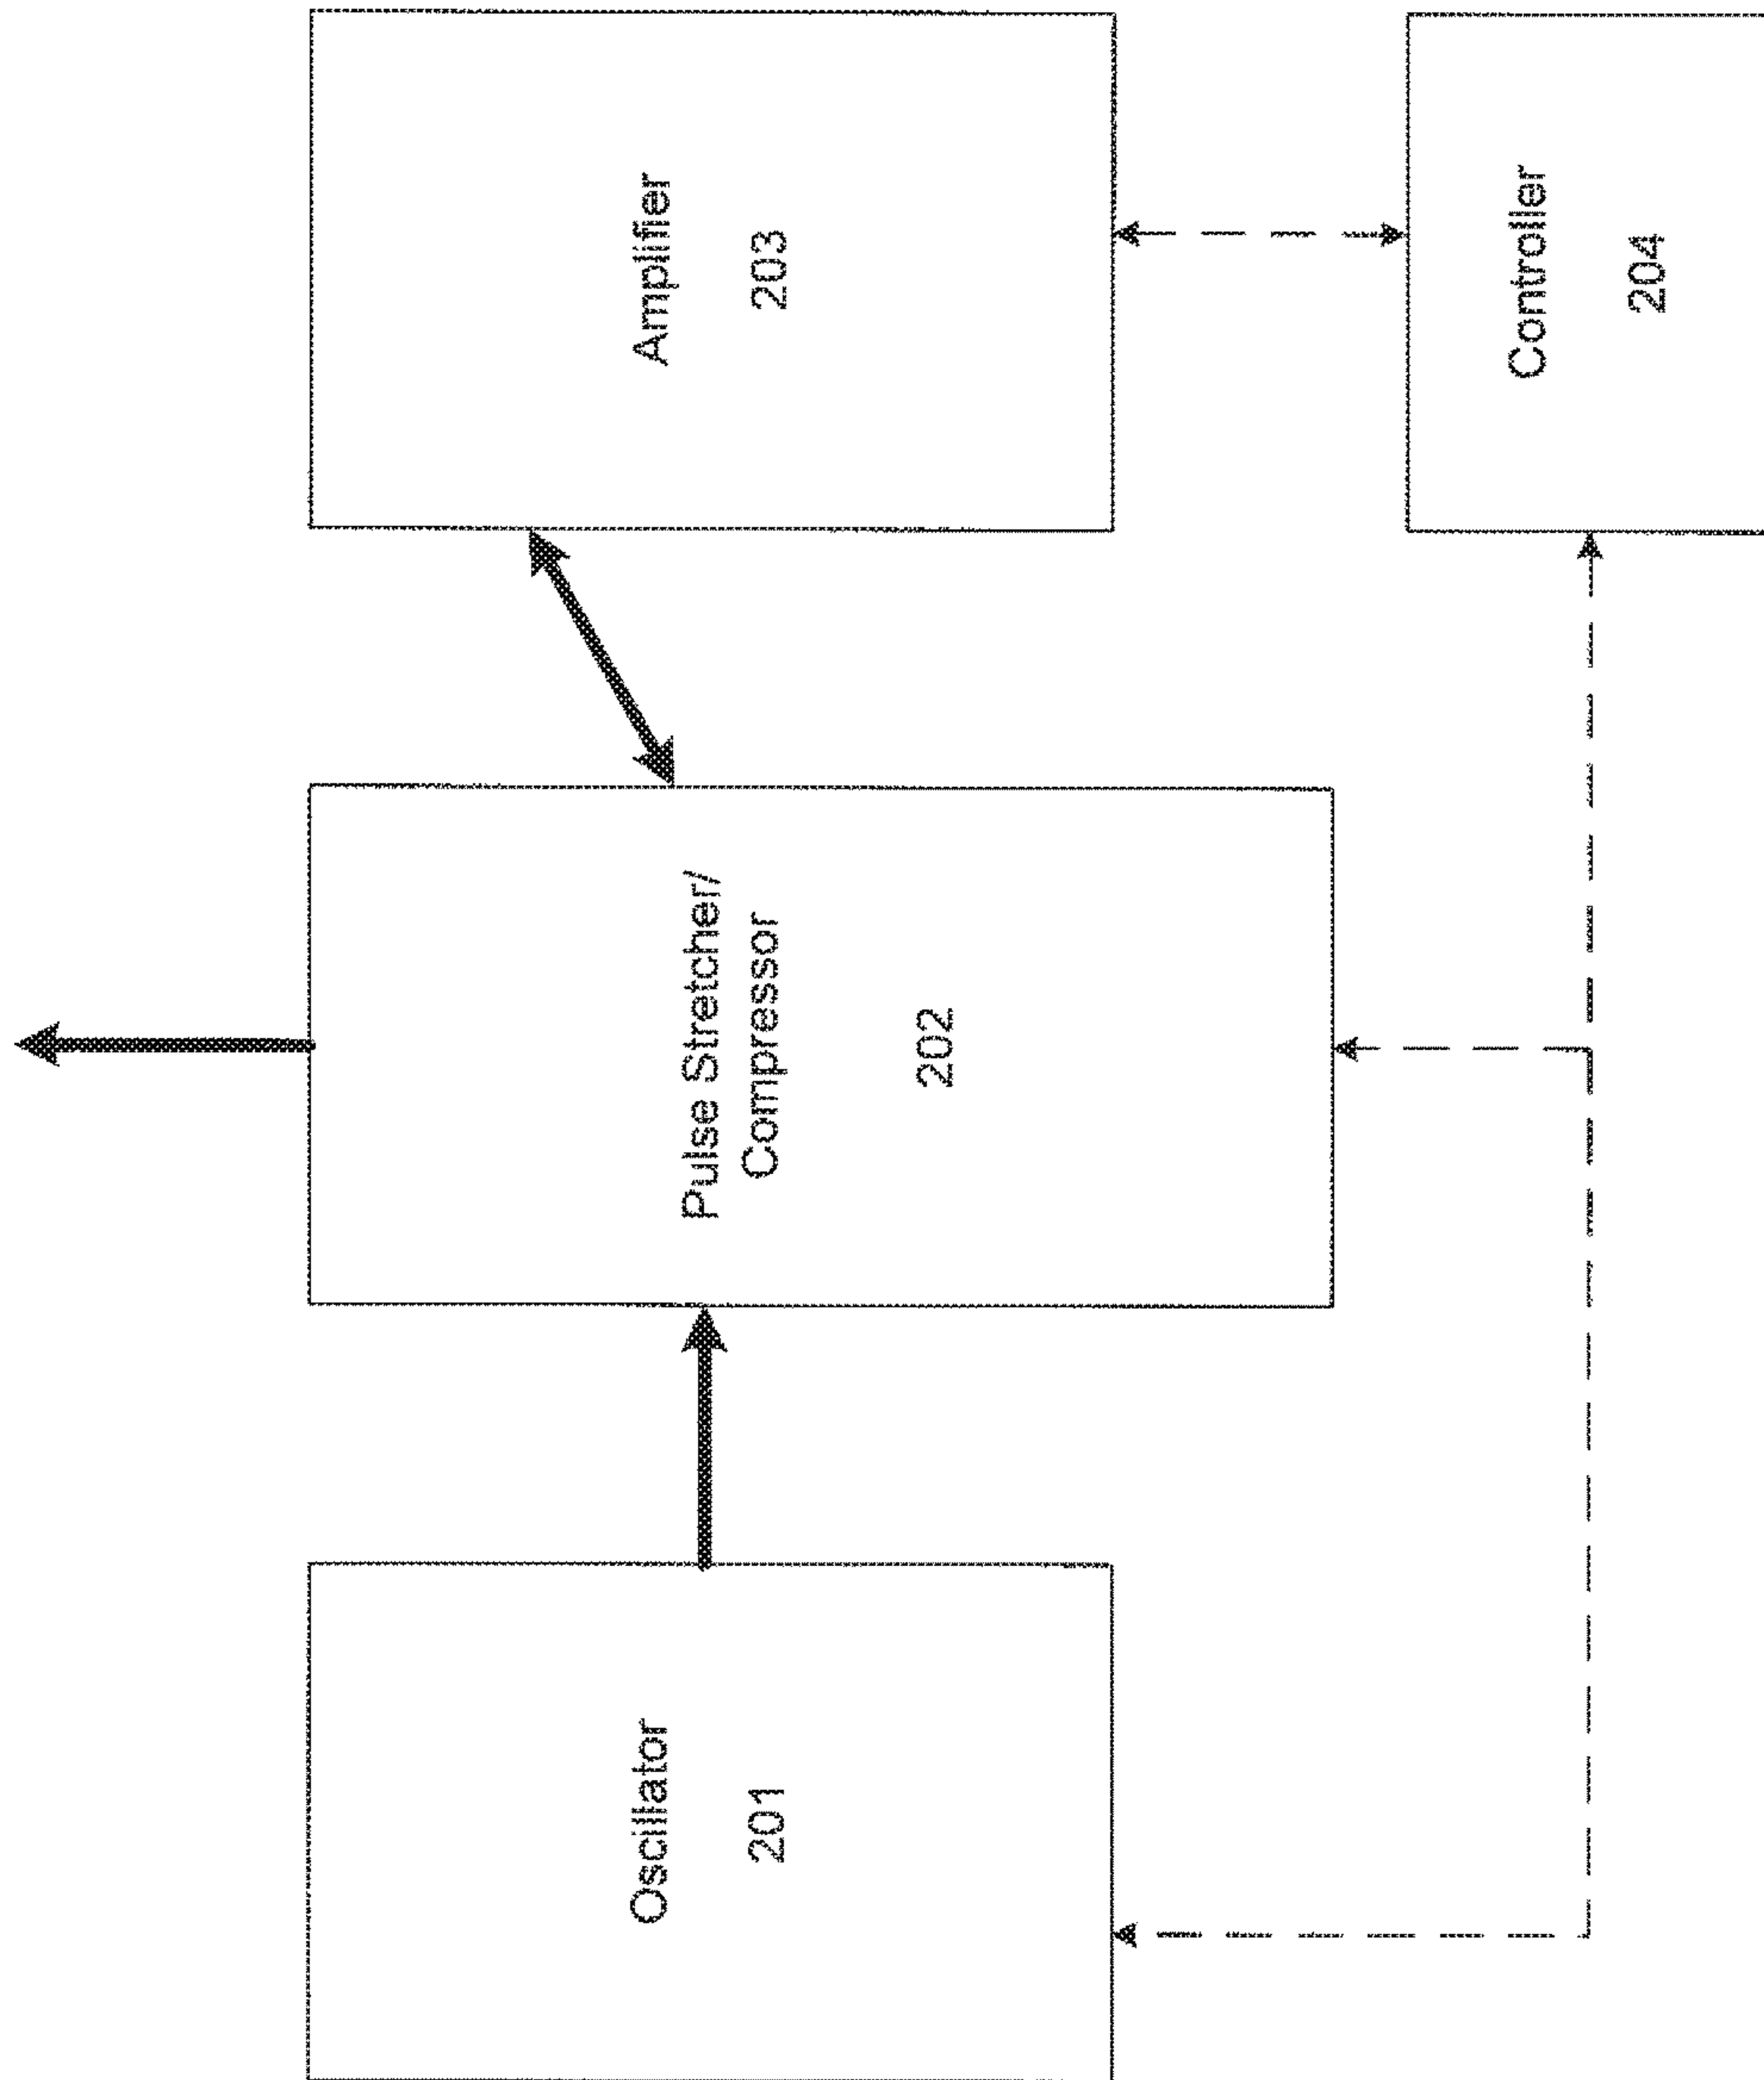 Oscillator
201
Pulse Stretcher/
Compressor
202
Amplifier
203
Controller
204